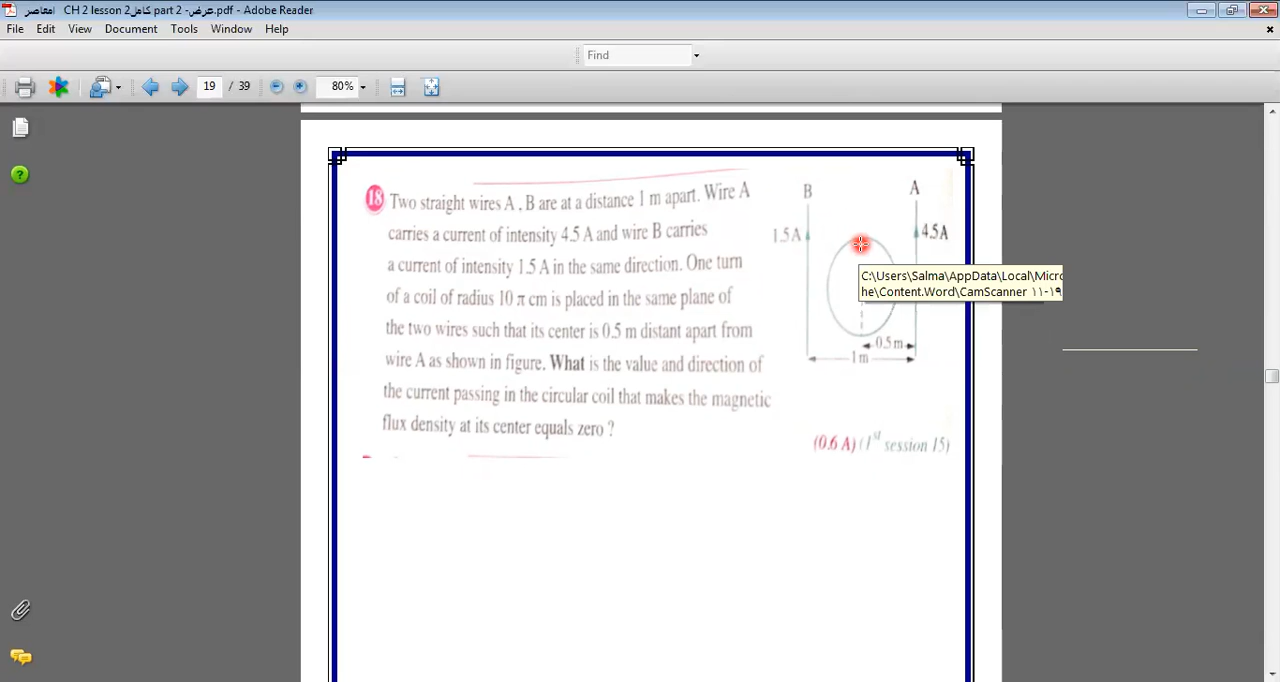 امعاصر CH 2 lesson 2كامل part 2 -عرض.pdf - Adobe Reader
File Edit View Document Tools Window Help
Find
19 / 39 80%
18 Two straight wires A , B are at a distance 1 m apart. Wire A
carries a current of intensity 4.5 A and wire B carries
a current of intensity 1.5 A in the same direction. One turn
of a coil of radius 10 π cm is placed in the same plane of
the two wires such that its center is 0.5 m distant apart from
wire A as shown in figure. What is the value and direction of
the current passing in the circular coil that makes the magnetic
flux density at its center equals zero ?
B A
1.5A 4.5A
C:\Users\Salma\AppData\Local\Micro
he\Content.Word\CamScanner ١١-١٩
0.5 m
1 m
(0.6 A) (1st session 15)